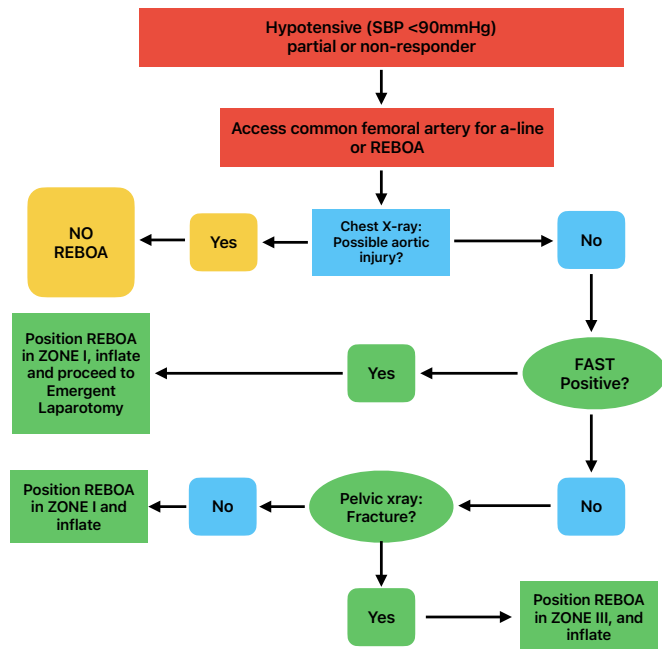 Hypotensive (SBP <90mmHg)
partial or non-responder
Access common femoral artery for a-line
or REBOA
NO
REBOA
Yes
Chest X-ray:
Possible aortic
injury?
No
Position REBOA
in ZONE I, inflate
and proceed to
Emergent
Laparotomy
Yes
FAST
Positive?
Position REBOA
in ZONE I and
inflate
No
Pelvic xray:
Fracture?
No
Yes
Position REBOA
in ZONE III, and
inflate